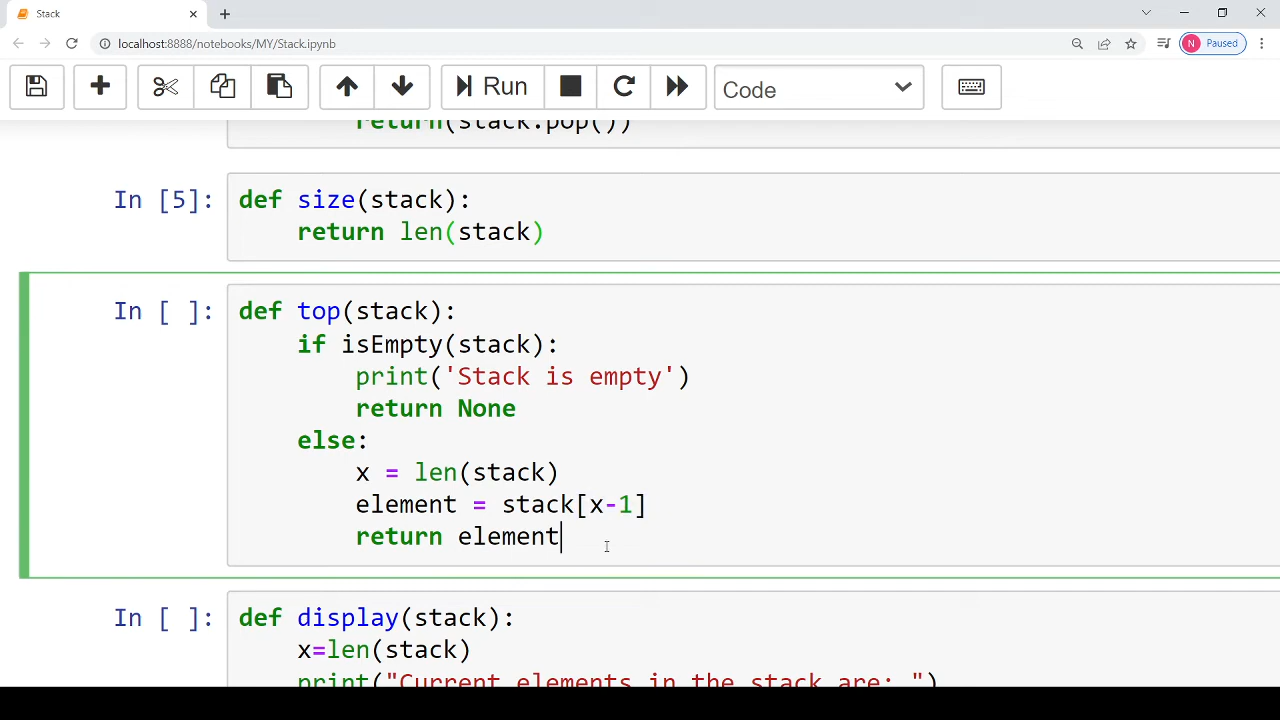 Stack
localhost:8888/notebooks/MY/Stack.ipynb
N Paused
Run
Code
return(stack.pop())
In [5]:
def size(stack):
    return len(stack)
In [ ]:
def top(stack):
    if isEmpty(stack):
        print('Stack is empty')
        return None
    else:
        x = len(stack)
        element = stack[x-1]
        return element
In [ ]:
def display(stack):
    x=len(stack)
    print("Current elements in the stack are: ")